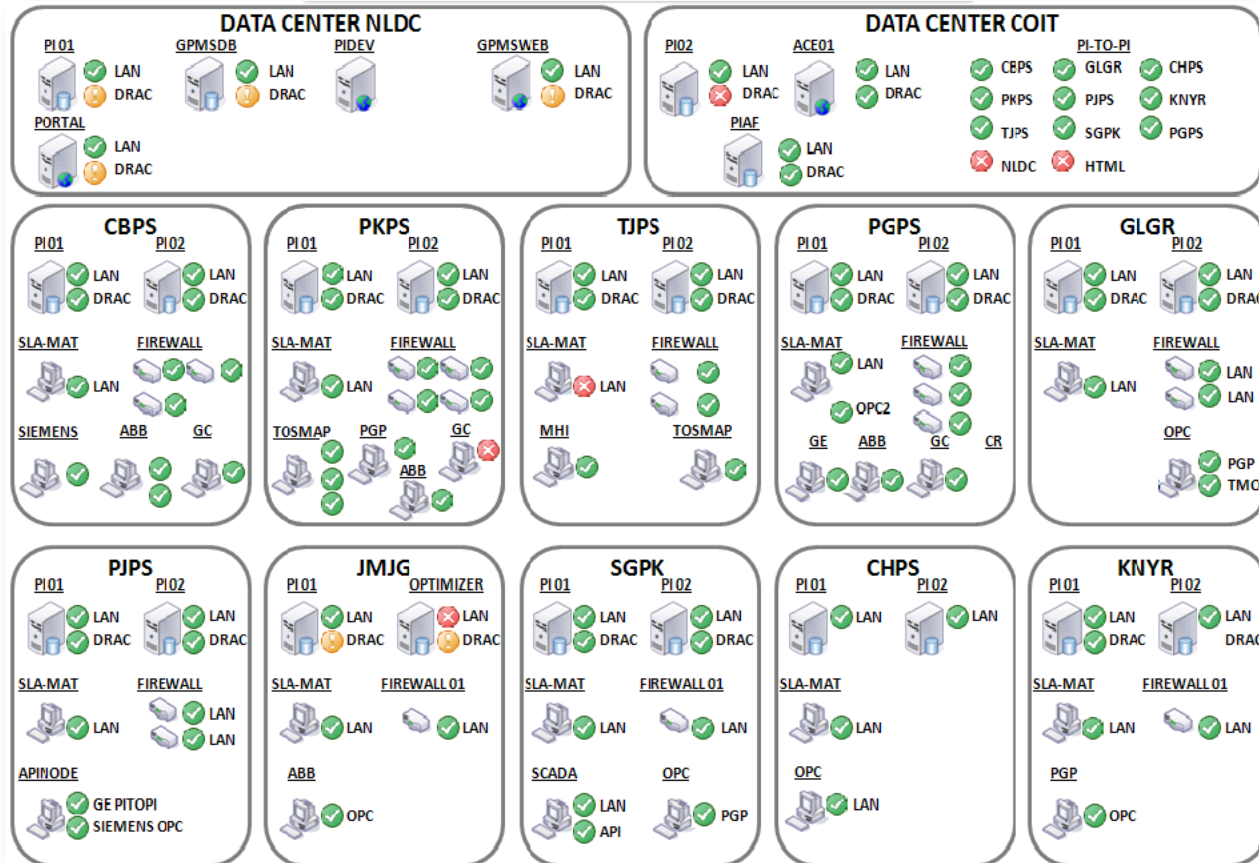 DATA CENTER NLDC
PI01 GPMSDB PIDEV GPMSWEB
LAN LAN LAN
DRAC DRAC DRAC
PORTAL
LAN
DRAC
DATA CENTER COIT
PI02 ACE01 PI-TO-PI
LAN LAN CBPS GLGR CHPS
DRAC DRAC PKPS PJPS KNYR
PIAF TJPS SGPK PGPS
LAN NLDC HTML
DRAC
CBPS
PI01 PI02
LAN LAN
DRAC DRAC
SLA-MAT FIREWALL
LAN
SIEMENS ABB GC
PKPS
PI01 PI02
LAN LAN
DRAC DRAC
SLA-MAT FIREWALL
LAN
TOSMAP PGP GC
ABB
TJPS
PI01 PI02
LAN LAN
DRAC DRAC
SLA-MAT FIREWALL
LAN
MHI TOSMAP
PGPS
PI01 PI02
LAN LAN
DRAC DRAC
SLA-MAT FIREWALL
LAN
OPC2
GE ABB GC CR
GLGR
PI01 PI02
LAN LAN
DRAC DRAC
SLA-MAT FIREWALL
LAN LAN
LAN
OPC
PGP
TMO
PJPS
PI01 PI02
LAN LAN
DRAC DRAC
SLA-MAT FIREWALL
LAN LAN
LAN
APINODE
GE PITOPI
SIEMENS OPC
JMJG
PI01 OPTIMIZER
LAN LAN
DRAC DRAC
SLA-MAT FIREWALL01
LAN LAN
ABB
OPC
SGPK
PI01 PI02
LAN LAN
DRAC DRAC
SLA-MAT FIREWALL01
LAN LAN
SCADA OPC
LAN PGP
API
CHPS
PI01 PI02
LAN LAN
SLA-MAT
LAN
OPC
LAN
KNYR
PI01 PI02
LAN LAN
DRAC DRAC
SLA-MAT FIREWALL01
LAN LAN
PGP
OPC